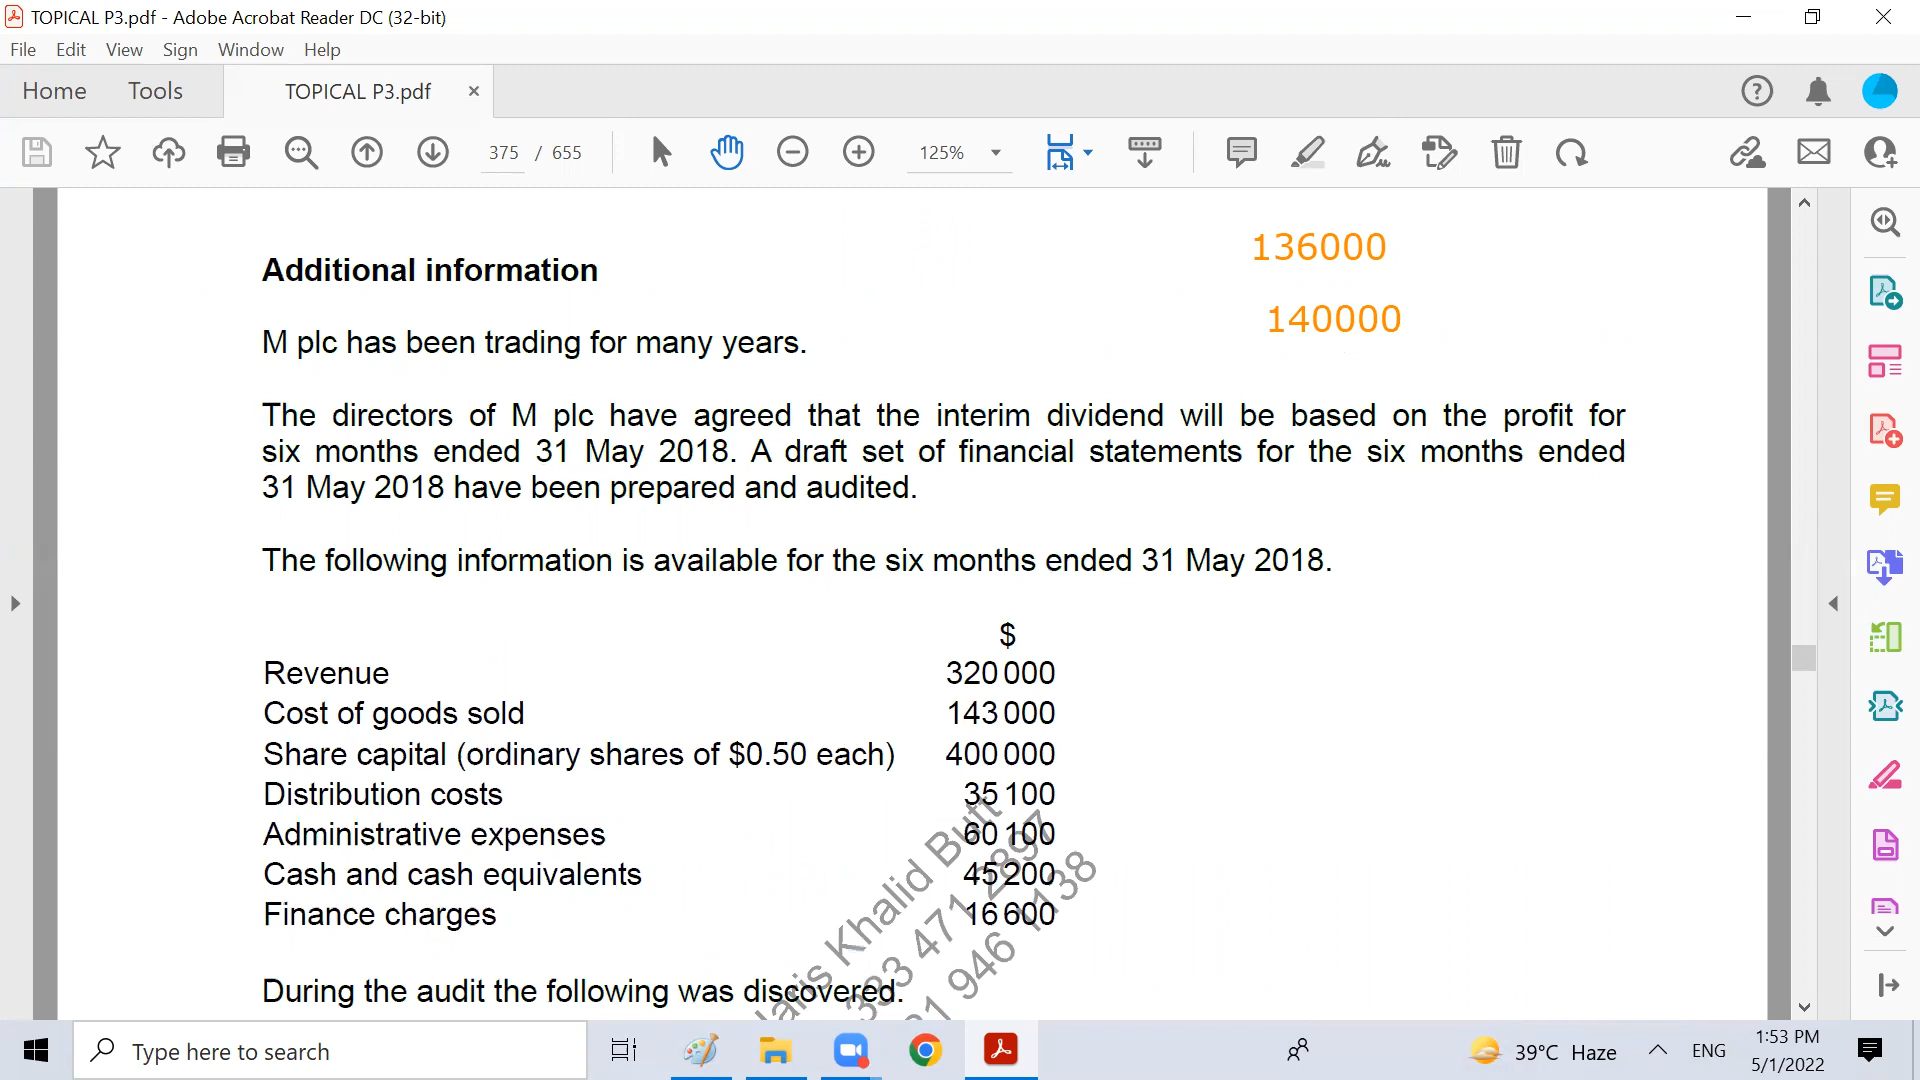 TOPICAL P3.pdf - Adobe Acrobat Reader DC (32-bit)
File Edit View Sign Window Help
Home Tools TOPICAL P3.pdf ×
375 / 655 125%
136000
Additional information
140000
M plc has been trading for many years.
The directors of M plc have agreed that the interim dividend will be based on the profit for
six months ended 31 May 2018. A draft set of financial statements for the six months ended
31 May 2018 have been prepared and audited.
The following information is available for the six months ended 31 May 2018.
$
Revenue 320 000
Cost of goods sold 143 000
Share capital (ordinary shares of $0.50 each) 400 000
Distribution costs 35 100
Administrative expenses 60 100
Cash and cash equivalents 45 200
Finance charges 16 600
Khalid Butt
471 2897
946 1138
During the audit the following was discovered.
Type here to search
39°C Haze ENG 1:53 PM
5/1/2022